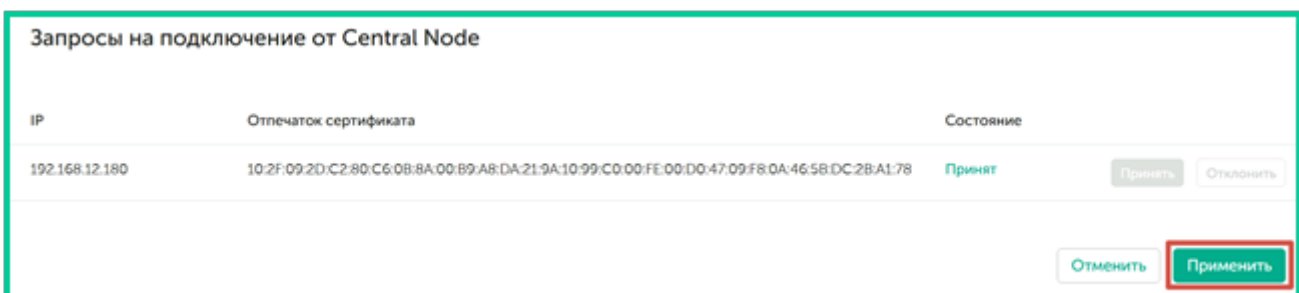 Запросы на подключение от Central Node
IP Отпечаток сертификата Состояние
192.168.12.180 10:2F:09:2D:C2:80:C6:0B:8A:00:B9:A8:DA:21:9A:10:99:C0:00:FE:00:D0:47:09:F8:0A:46:5B:DC:2B:A1:78 Принят Принять Отклонить
Отменить Применить